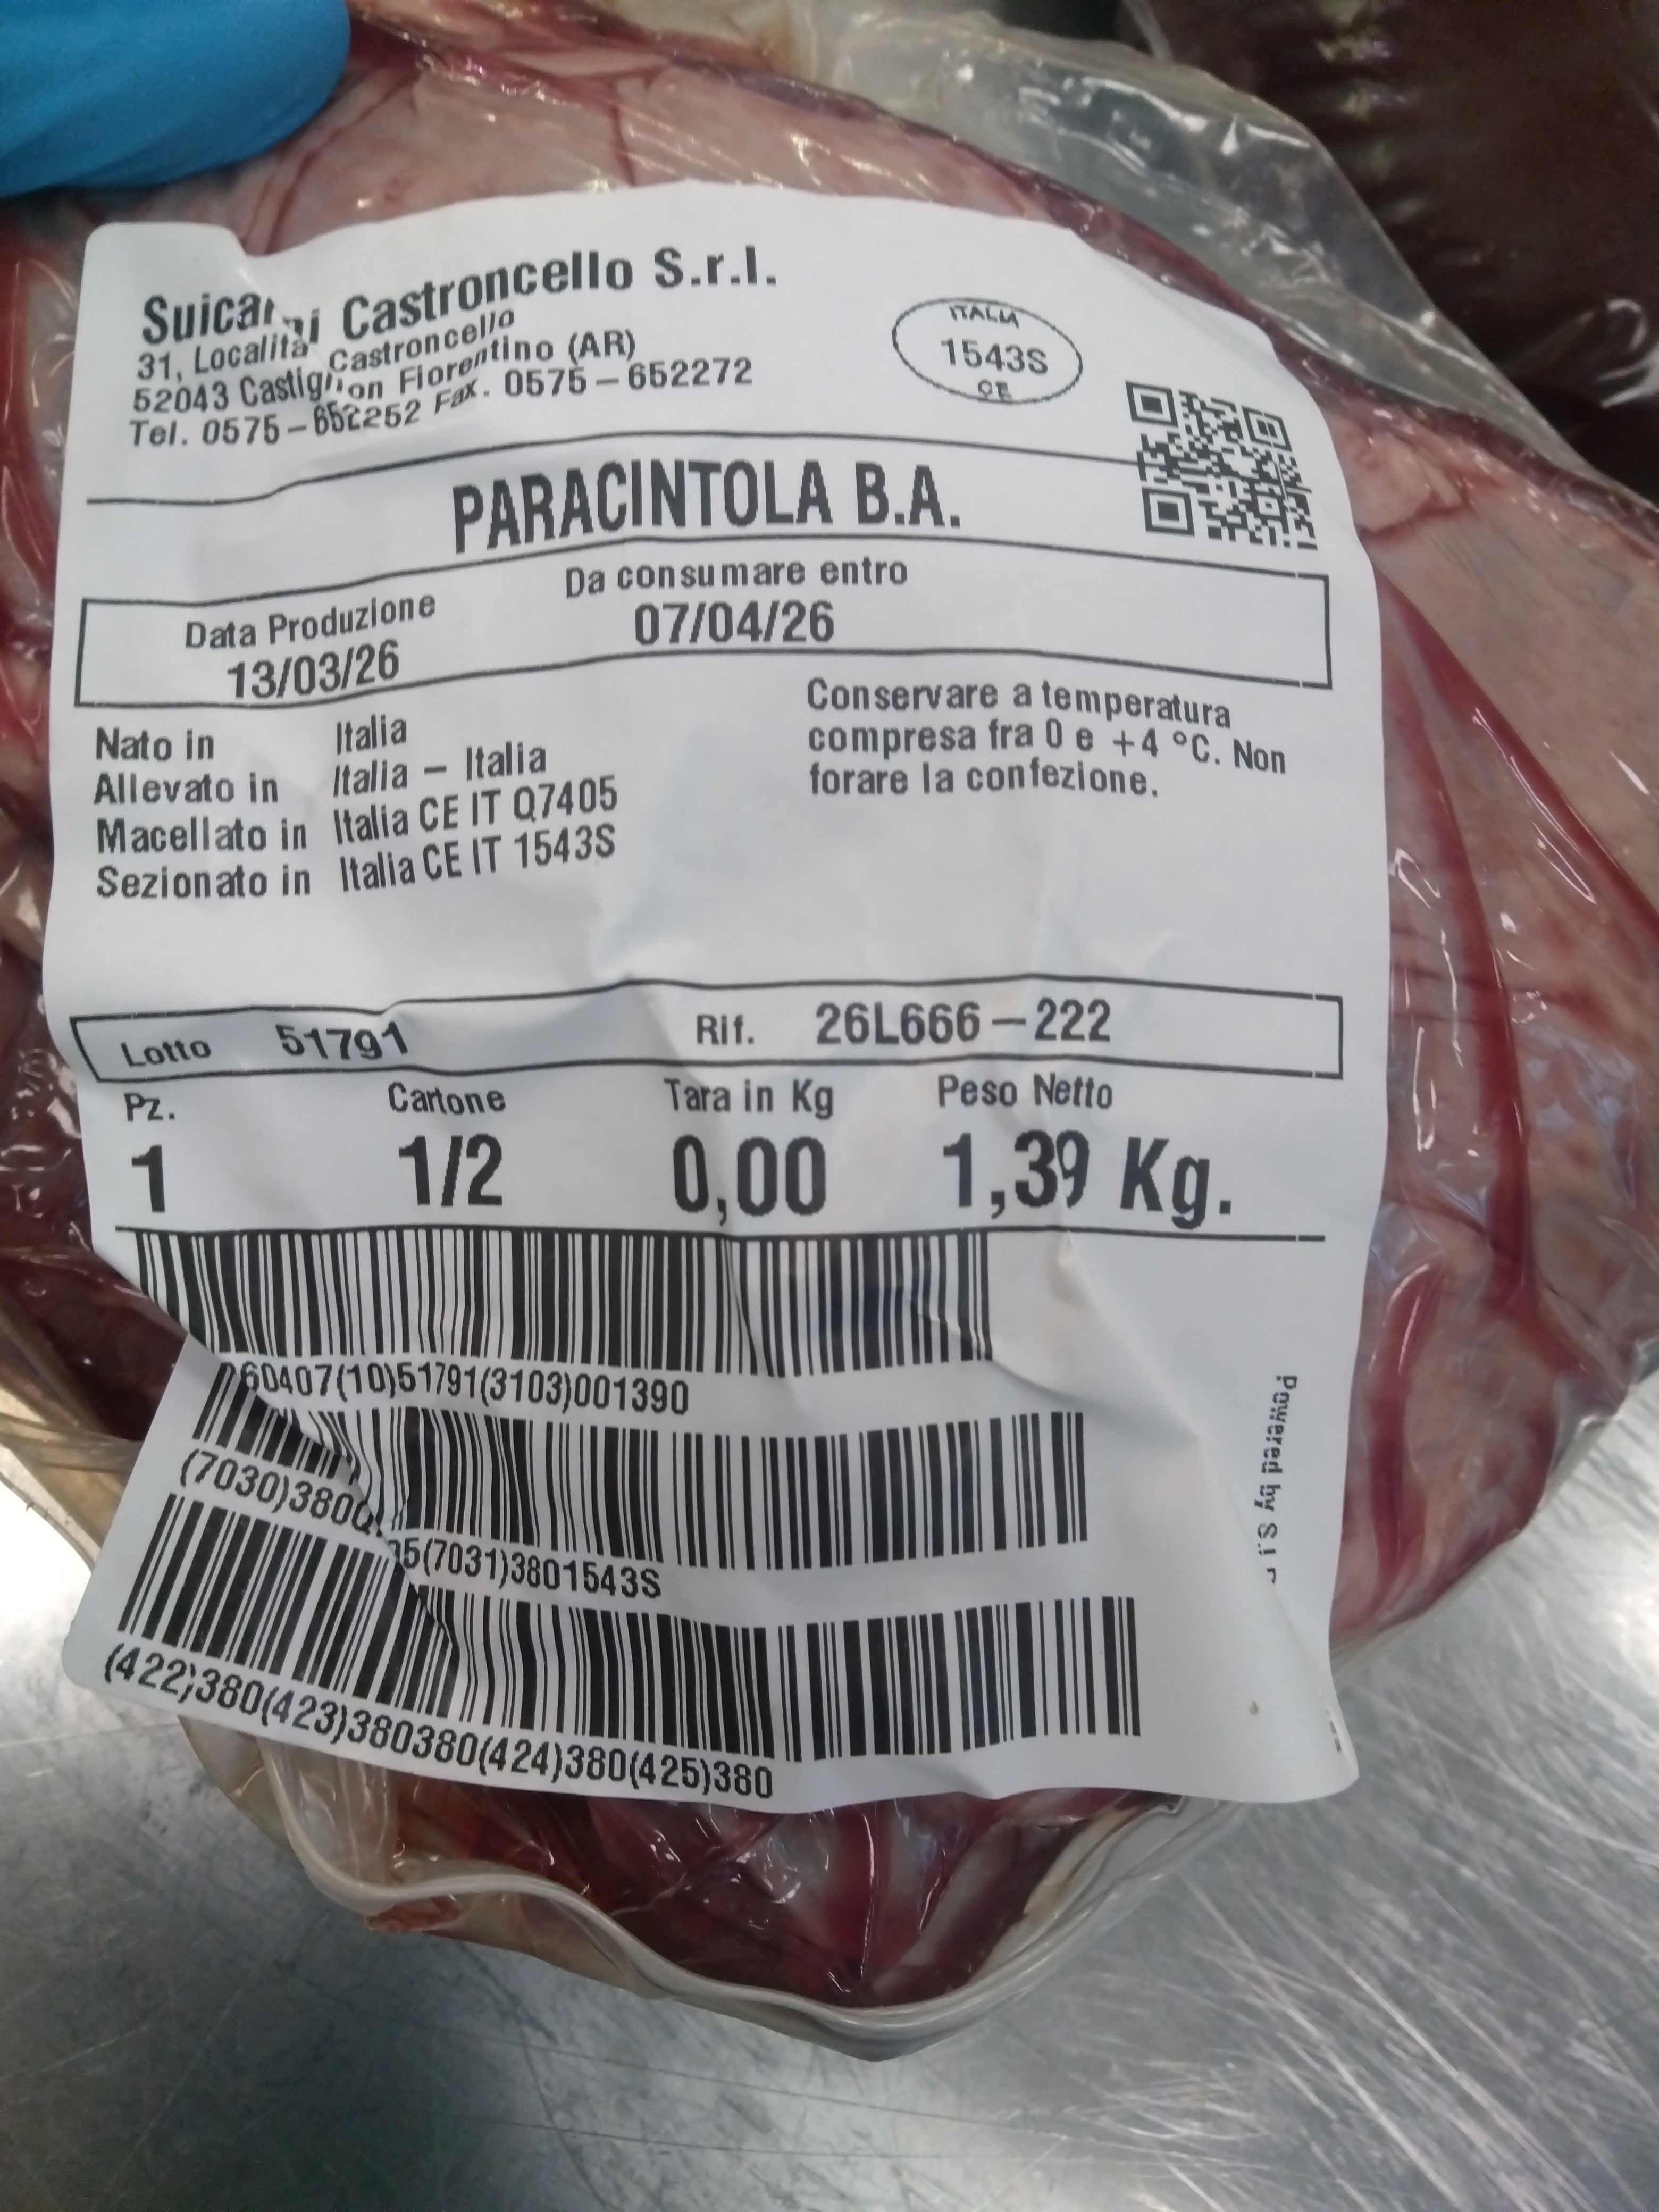 Castroncello S.r.l.
31, Località Castroncello
52043 Fiorentino (AR)
Tel. 0575-652252 Fax. 0575-652272
ITALIA
1543S
CE
PARACINTOLA B.A.
Data Produzione
13/03/26
Da consumare entro
07/04/26
Nato in Italia
Allevato in Italia - Italia
Macellato in Italia CE IT Q7405
Sezionato in Italia CE IT 1543S
Conservare a temperatura
compresa fra 0 e +4 °C. Non
forare la confezione.
Lotto 51791 Rif. 26L666-222
Pz. Cartone Tara in Kg Peso Netto
1 1/2 0,00 1,39 Kg.
60407(10)51791(3103)001390
(7031)3801543S
(422)380(423)380380(424)380(425)380
Powered by